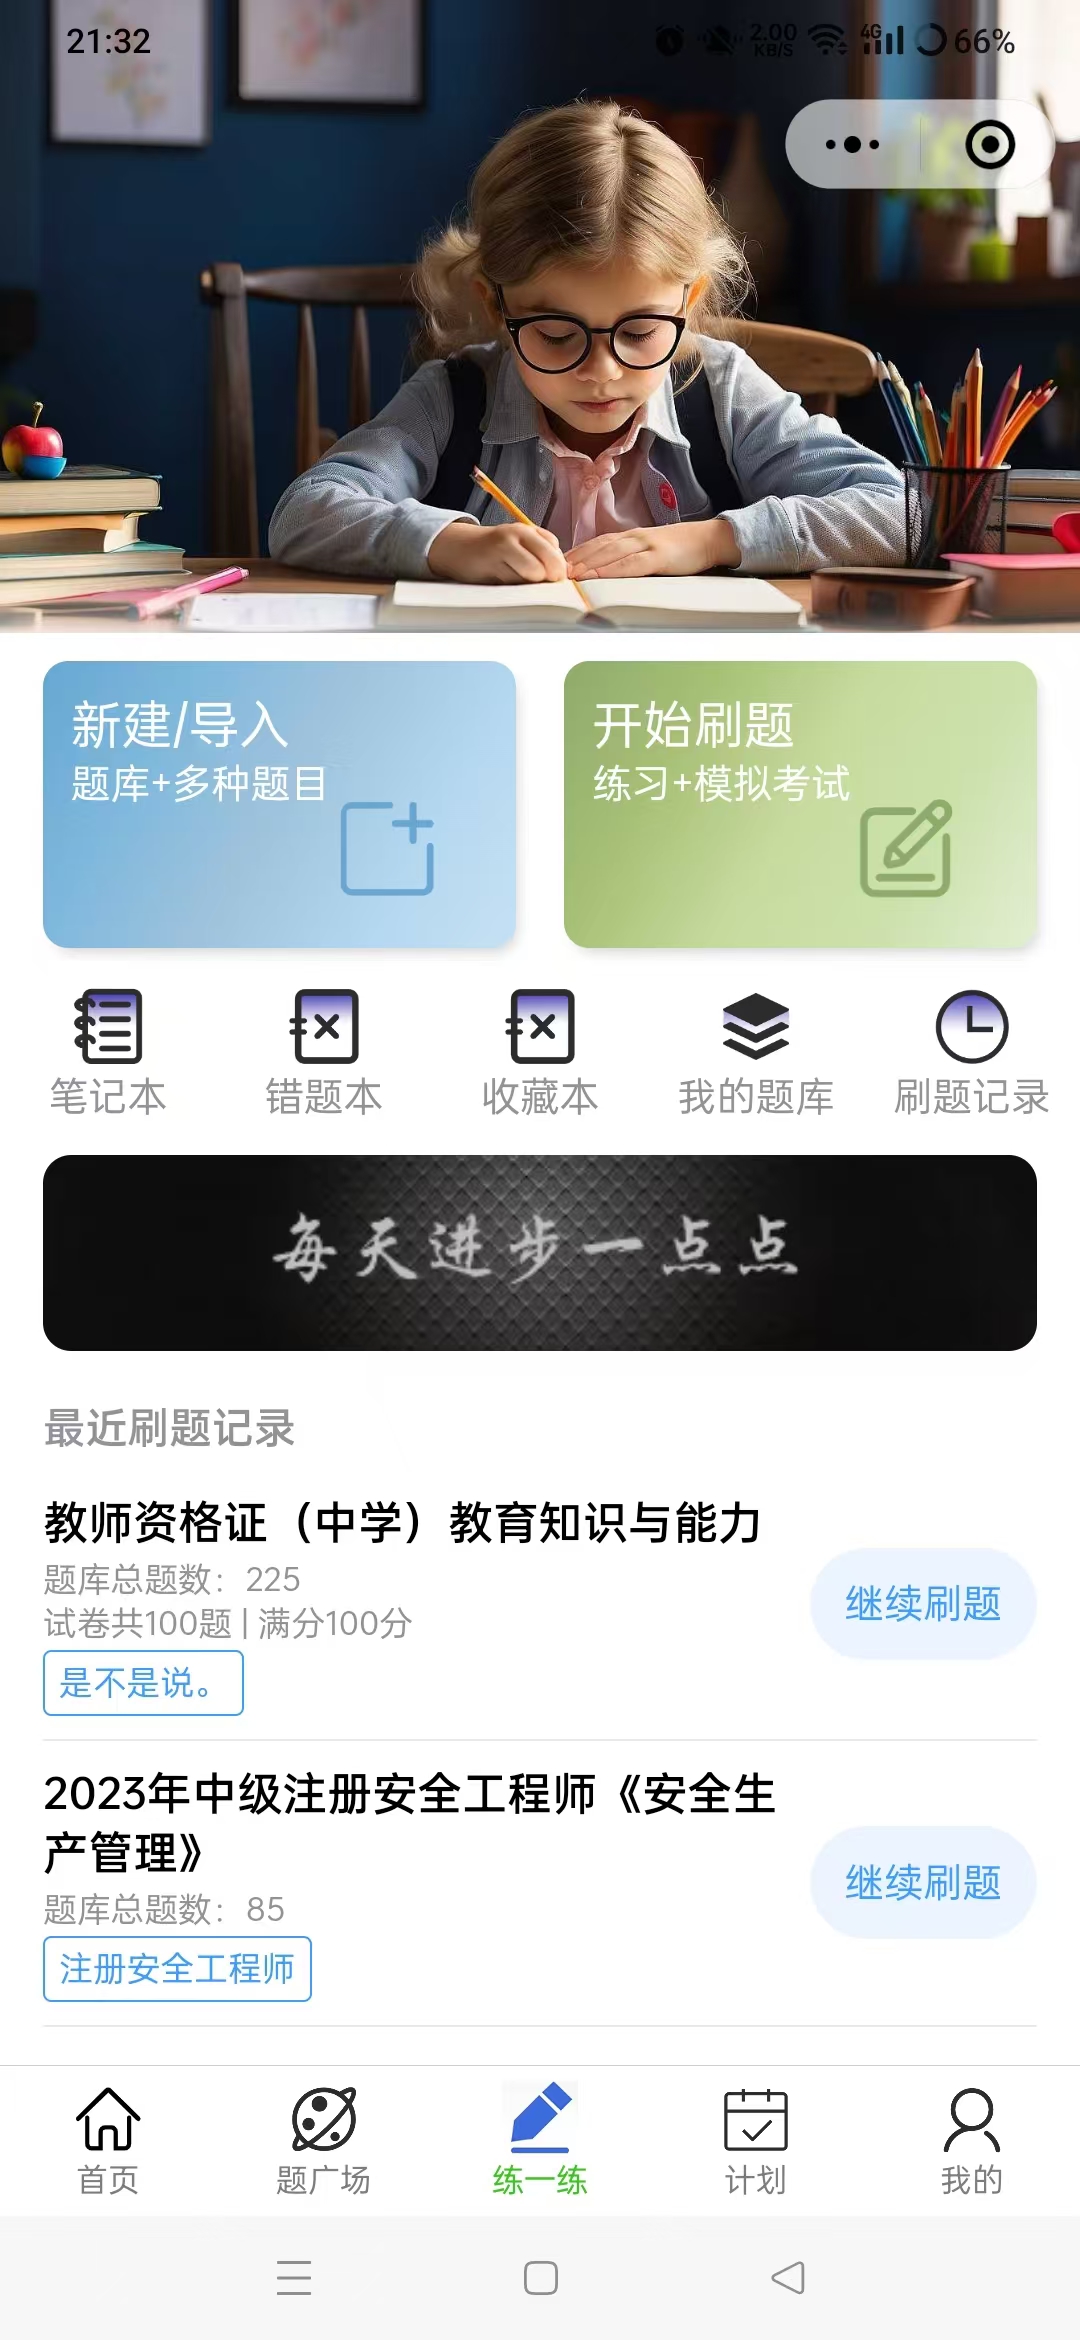 21:32
2.00
KB/S
4G
66%
新建/导入
题库+多种题目
开始刷题
练习+模拟考试
笔记本
错题本
收藏本
我的题库
刷题记录
每天进步一点点
最近刷题记录
教师资格证（中学）教育知识与能力
题库总题数：225
试卷共100题 | 满分100分
继续刷题
是不是说。
2023年中级注册安全工程师《安全生
产管理》
题库总题数：85
继续刷题
注册安全工程师
首页
题广场
练一练
计划
我的